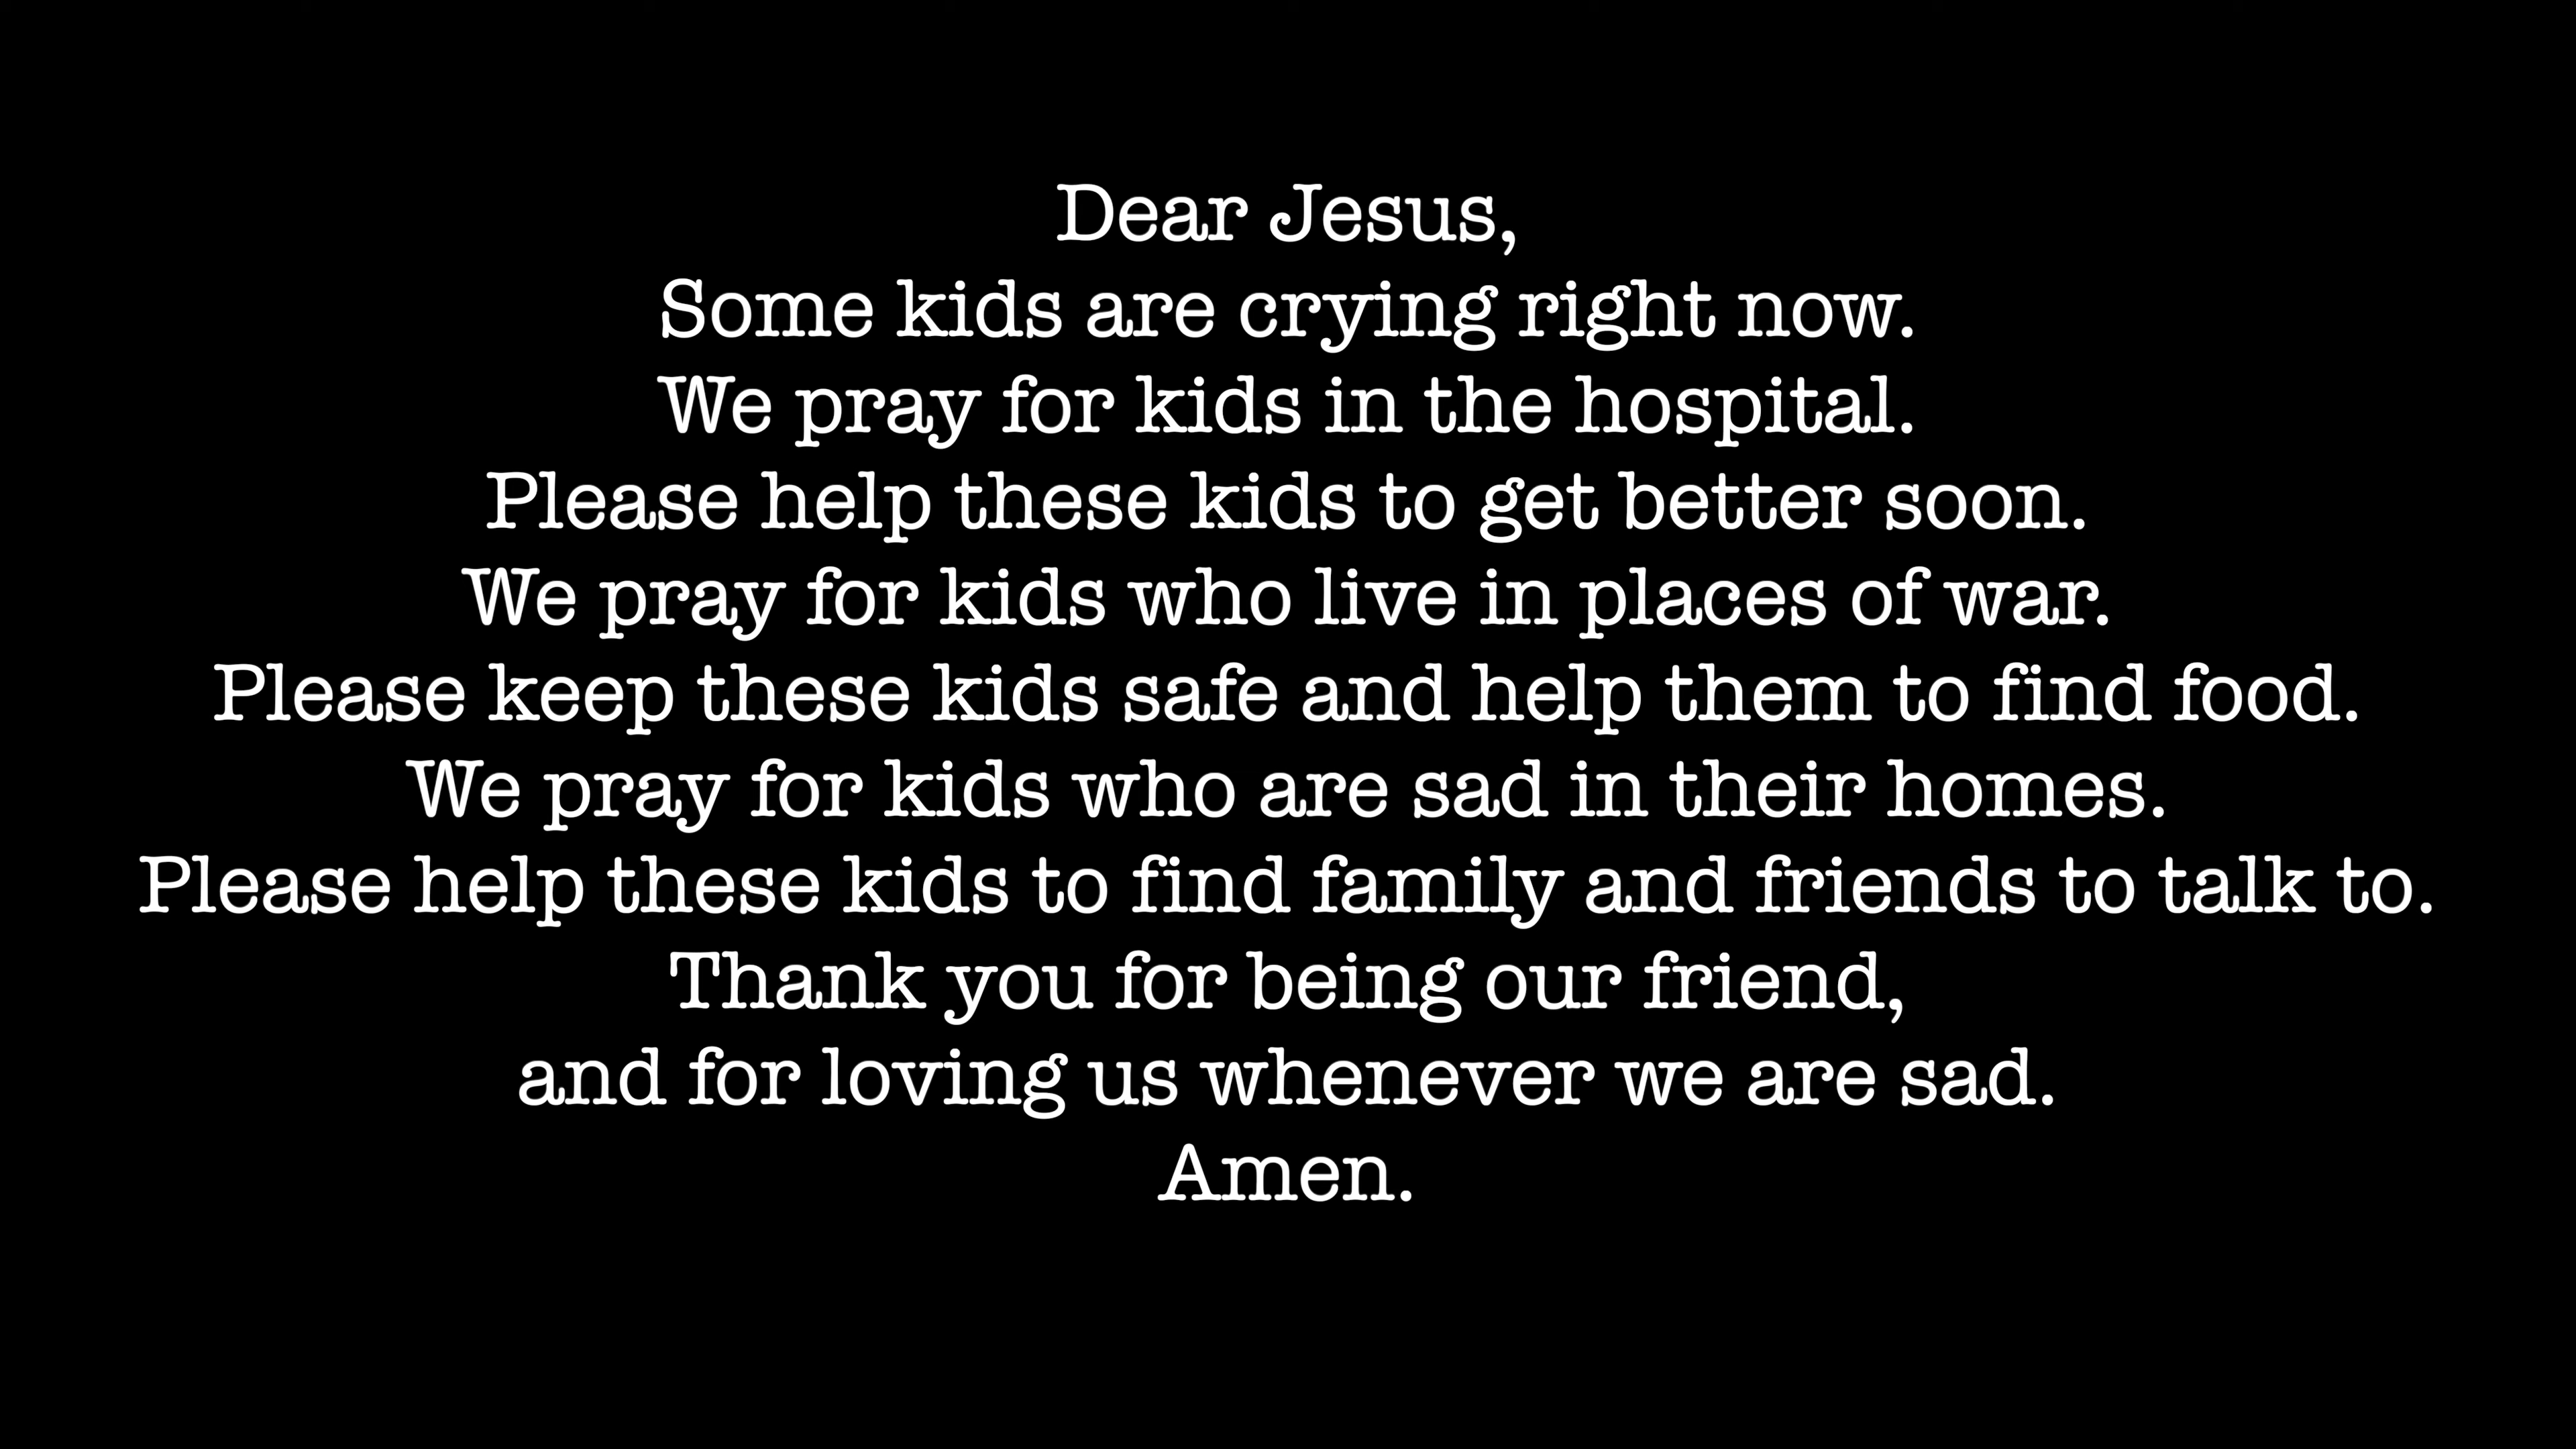 Dear Jesus,
Some kids are crying right now.
We pray for kids in the hospital.
Please help these kids to get better soon.
We pray for kids who live in places of war.
Please keep these kids safe and help them to find food.
We pray for kids who are sad in their homes.
Please help these kids to find family and friends to talk to.
Thank you for being our friend,
and for loving us whenever we are sad.
Amen.